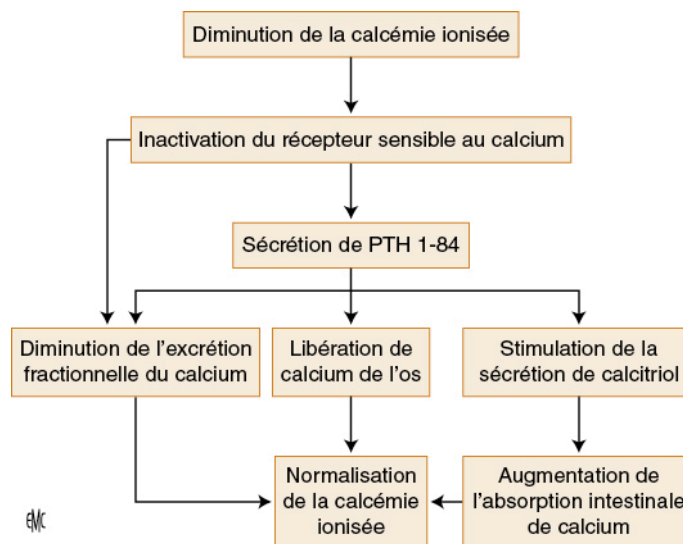 Diminution de la calcémie ionisée
Inactivation du récepteur sensible au calcium
Sécrétion de PTH 1-84
Diminution de l'excrétion
fractionnelle du calcium
Libération de
calcium de l'os
Stimulation de la
sécrétion de calcitriol
Normalisation
de la calcémie
ionisée
Augmentation de
l'absorption intestinale
de calcium
EMC